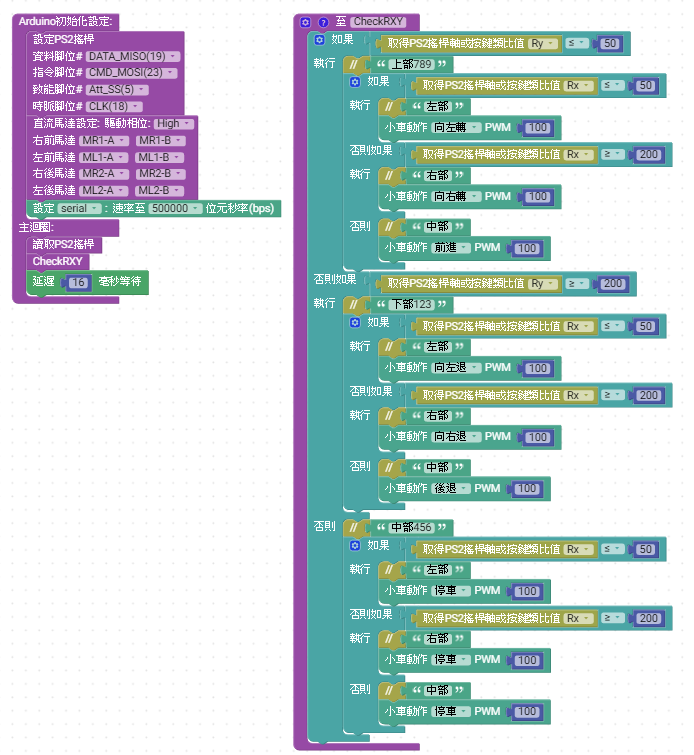 Arduino初始化設定:
設定PS2搖桿
資料腳位# DATA_MISO(19)
指令腳位# CMD_MOSI(23)
致能腳位# Att_SS(5)
時脈腳位# CLK(18)
直流馬達設定: 驅動相位: High
右前馬達 MR1-A MR1-B
左前馬達 ML1-A ML1-B
右後馬達 MR2-A MR2-B
左後馬達 ML2-A ML2-B
設定 serial : 速率至 500000 位元秒率(bps)
主迴圈:
讀取PS2搖桿
CheckRXY
延遲 16 毫秒等待
? 至 CheckRXY
如果 取得PS2搖桿軸或按鍵類比值 Ry ≤ 50
執行 // “ 上部789 ”
如果 取得PS2搖桿軸或按鍵類比值 Rx ≤ 50
執行 // “ 左部 ”
小車動作 向左轉 PWM 100
否則如果 取得PS2搖桿軸或按鍵類比值 Rx ≥ 200
執行 // “ 右部 ”
小車動作 向右轉 PWM 100
否則 // “ 中部 ”
小車動作 前進 PWM 100
否則如果 取得PS2搖桿軸或按鍵類比值 Ry ≥ 200
執行 // “ 下部123 ”
如果 取得PS2搖桿軸或按鍵類比值 Rx ≤ 50
執行 // “ 左部 ”
小車動作 向左退 PWM 100
否則如果 取得PS2搖桿軸或按鍵類比值 Rx ≥ 200
執行 // “ 右部 ”
小車動作 向右退 PWM 100
否則 // “ 中部 ”
小車動作 後退 PWM 100
否則 // “ 中部456 ”
如果 取得PS2搖桿軸或按鍵類比值 Rx ≤ 50
執行 // “ 左部 ”
小車動作 停車 PWM 100
否則如果 取得PS2搖桿軸或按鍵類比值 Rx ≥ 200
執行 // “ 右部 ”
小車動作 停車 PWM 100
否則 // “ 中部 ”
小車動作 停車 PWM 100